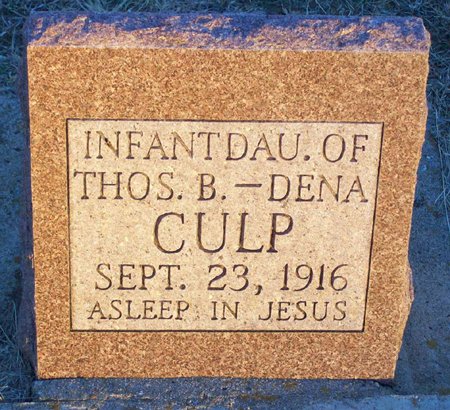 INFANT DAU. OF
THOS. B. – DENA
CULP
SEPT. 23, 1916
ASLEEP IN JESUS